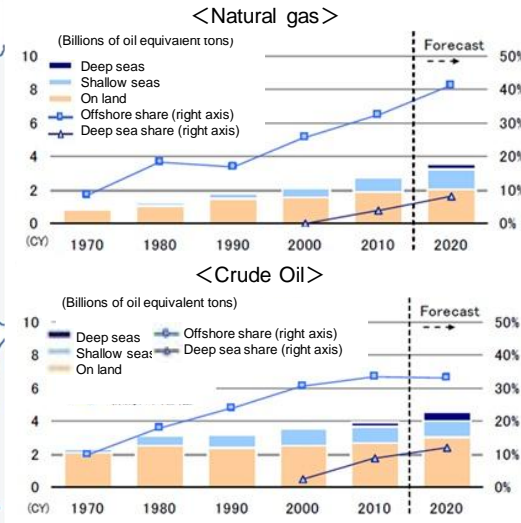 <Natural gas>
(Billions of oil equivalent tons)
Forecast
Deep seas
Shallow seas
On land
Offshore share (right axis)
Deep sea share (right axis)
10
8
6
4
2
0
50%
40%
30%
20%
10%
0%
(CY) 1970 1980 1990 2000 2010 2020
<Crude Oil>
(Billions of oil equivalent tons)
Forecast
Deep seas Offshore share (right axis)
Shallow seas Deep sea share (right axis)
On land
10
8
6
4
2
0
50%
40%
30%
20%
10%
0%
(CY) 1970 1980 1990 2000 2010 2020